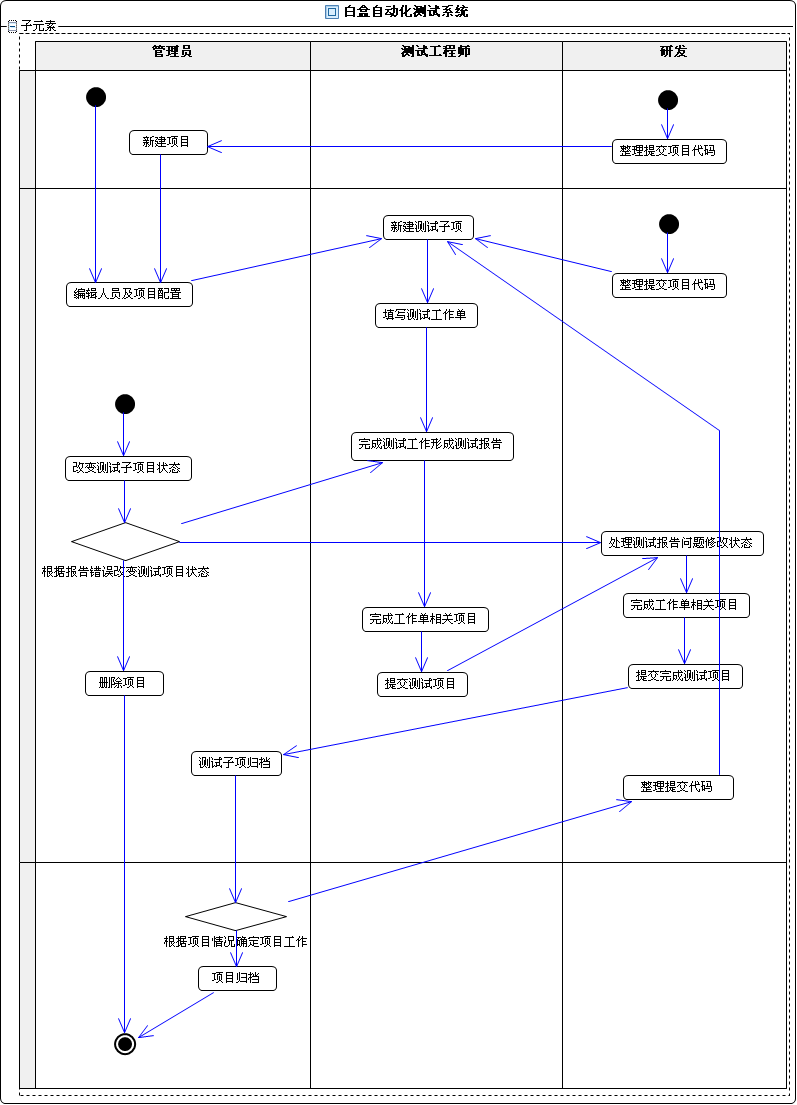 白盒自动化测试系统
子元素
管理员
测试工程师
研发
新建项目
整理提交项目代码
新建测试子项
编辑人员及项目配置
整理提交项目代码
填写测试工作单
完成测试工作形成测试报告
改变测试子项目状态
处理测试报告问题修改状态
根据报告错误改变测试项目状态
完成工作单相关项目
完成工作单相关项目
删除项目
提交测试项目
提交完成测试项目
测试子项归档
整理提交代码
根据项目情况确定项目工作
项目归档